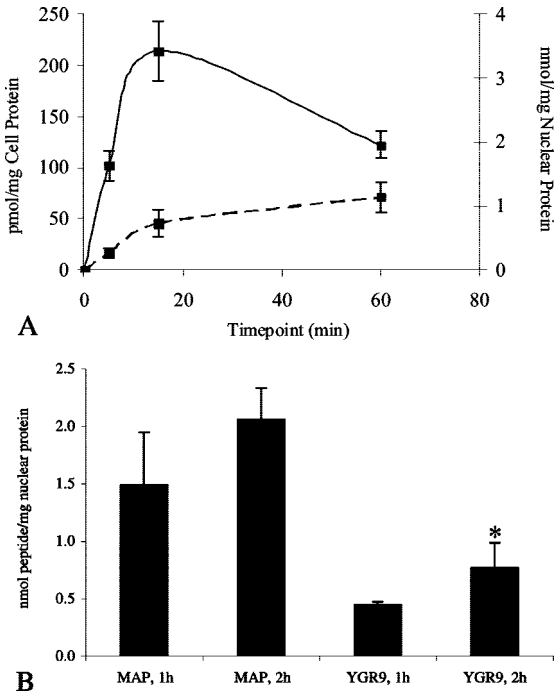 250
200
150
100
50
0
pmol/mg Cell Protein
4
3
2
1
0
nmol/mg Nuclear Protein
0 20 40 60 80
Timepoint (min)
A
2.5
2.0
1.5
1.0
0.5
0.0
nmol peptide/mg nuclear protein
*
MAP, 1h MAP, 2h YGR9, 1h YGR9, 2h
B